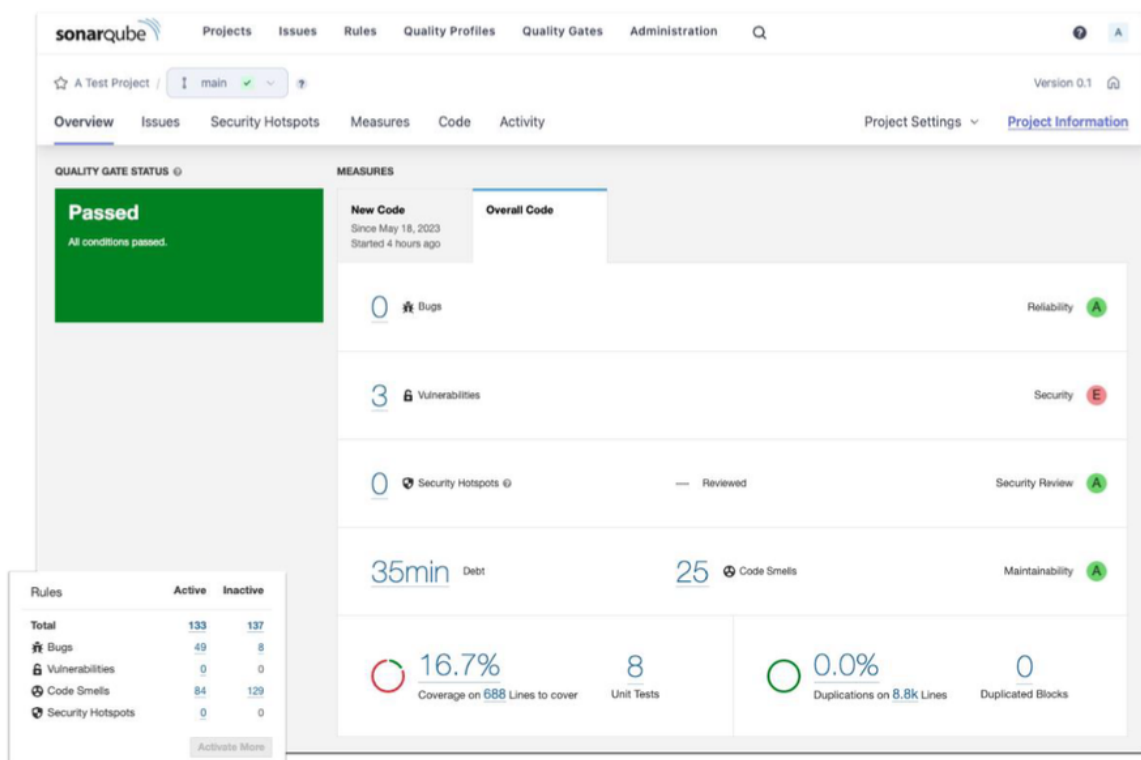 sonarqube Projects Issues Rules Quality Profiles Quality Gates Administration ? A
A Test Project / main ? Version 0.1
Overview Issues Security Hotspots Measures Code Activity Project Settings Project Information
QUALITY GATE STATUS ?
Passed
All conditions passed.
MEASURES
New Code
Since May 18, 2023
Started 4 hours ago
Overall Code
0 Bugs Reliability A
3 Vulnerabilities Security E
0 Security Hotspots ? — Reviewed Security Review A
35min Debt 25 Code Smells Maintainability A
16.7%
Coverage on 688 Lines to cover
8
Unit Tests
0.0%
Duplications on 8.8k Lines
0
Duplicated Blocks
Rules Active Inactive
Total 133 137
Bugs 49 8
Vulnerabilities 0 0
Code Smells 84 129
Security Hotspots 0 0
Activate More